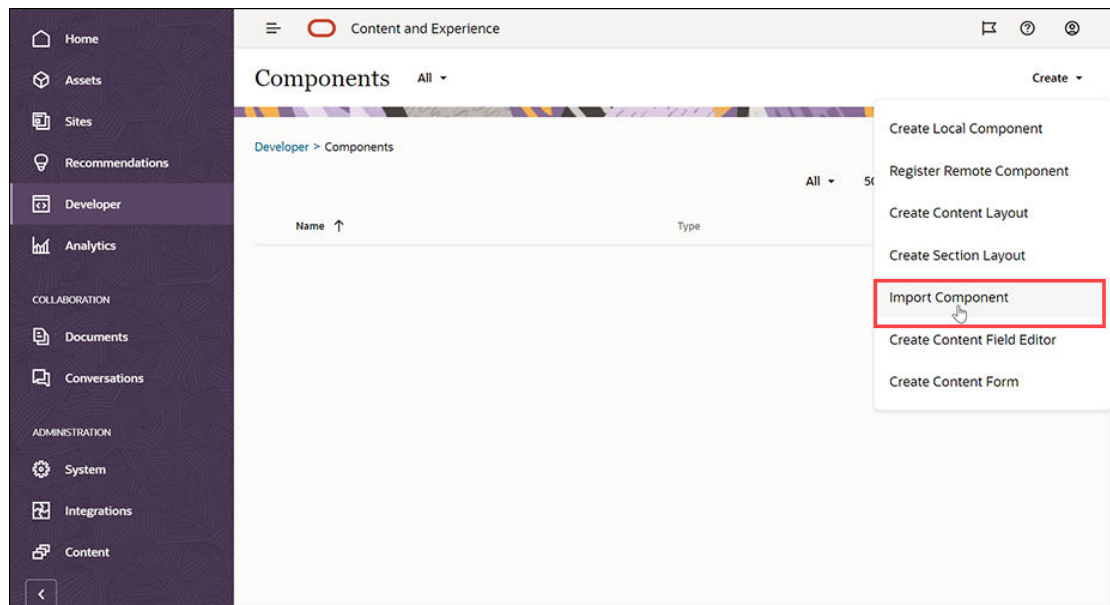 Home
Assets
Sites
Recommendations
Developer
Analytics
COLLABORATION
Documents
Conversations
ADMINISTRATION
System
Integrations
Content
Content and Experience
Components All
Create
Developer > Components
All 50
Name Type
Create Local Component
Register Remote Component
Create Content Layout
Create Section Layout
Import Component
Create Content Field Editor
Create Content Form